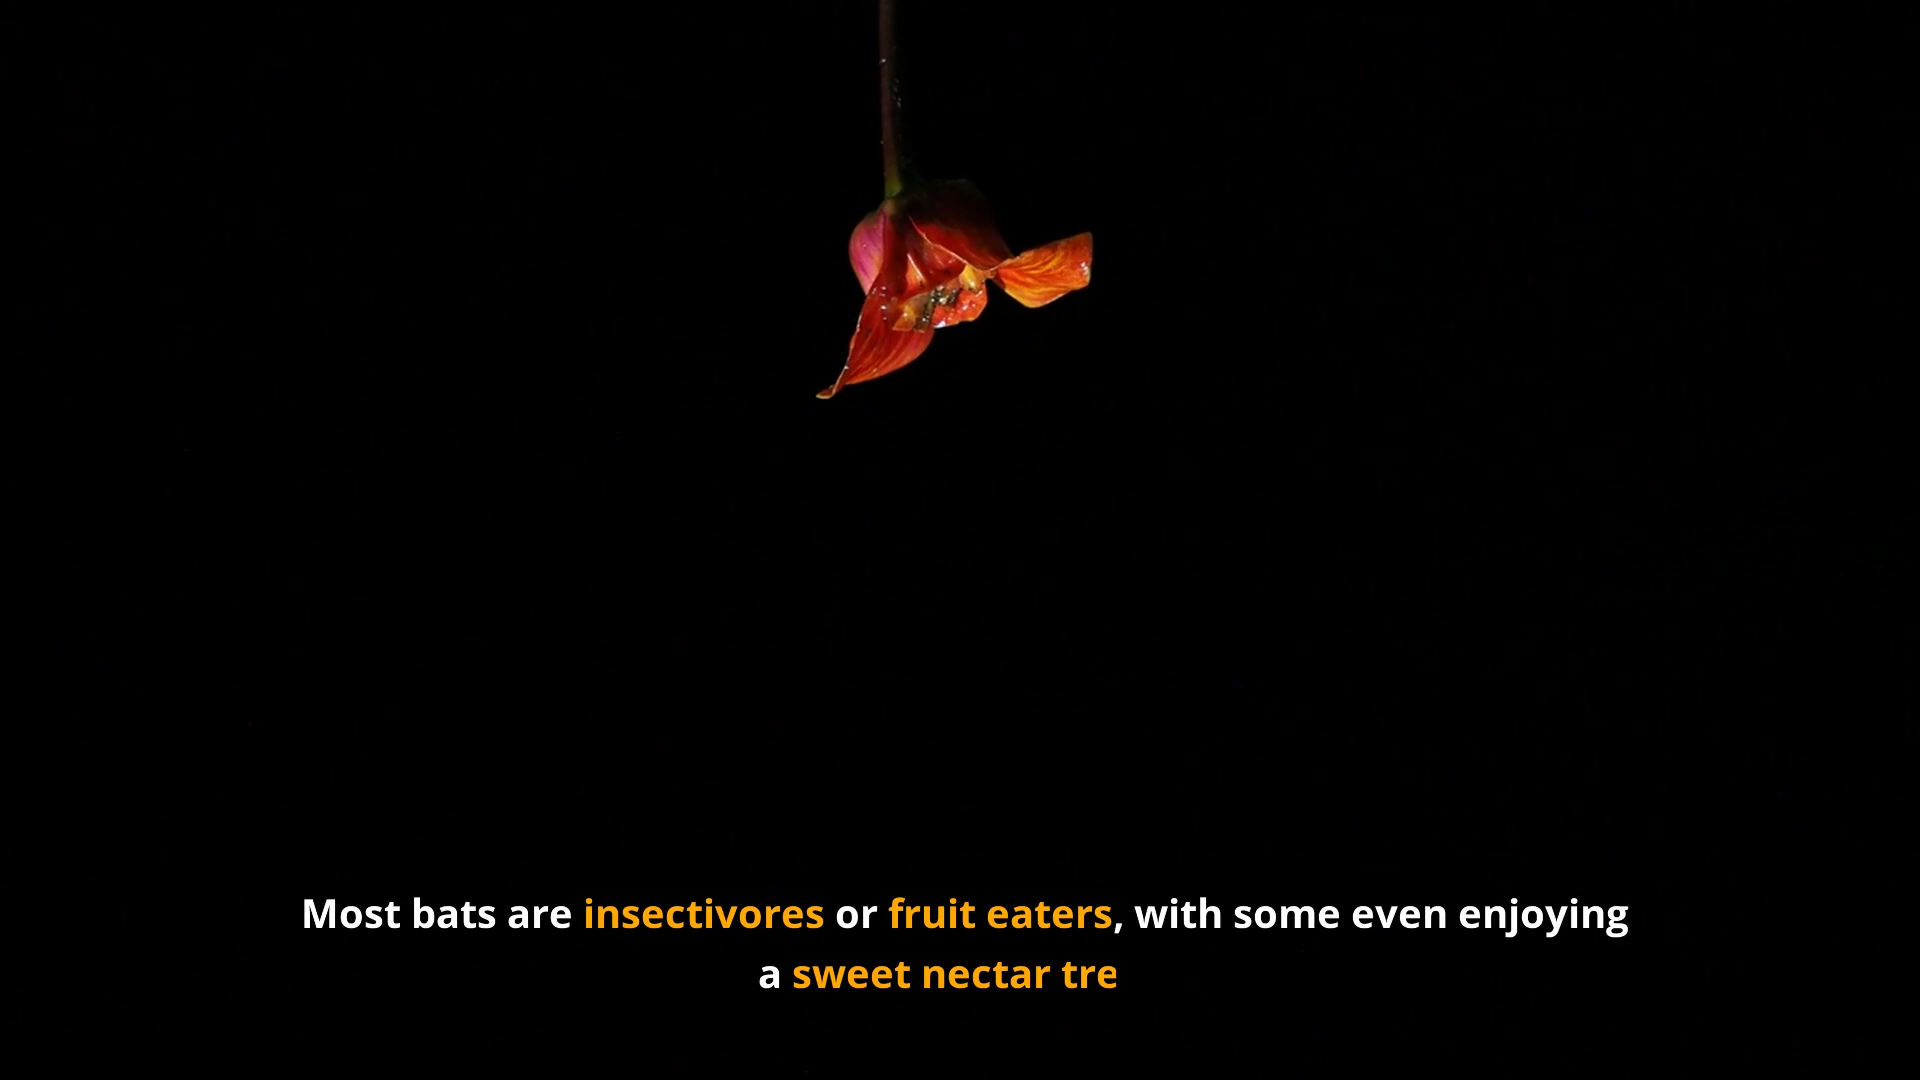 Most bats are insectivores or fruit eaters, with some even enjoying
a sweet nectar tre